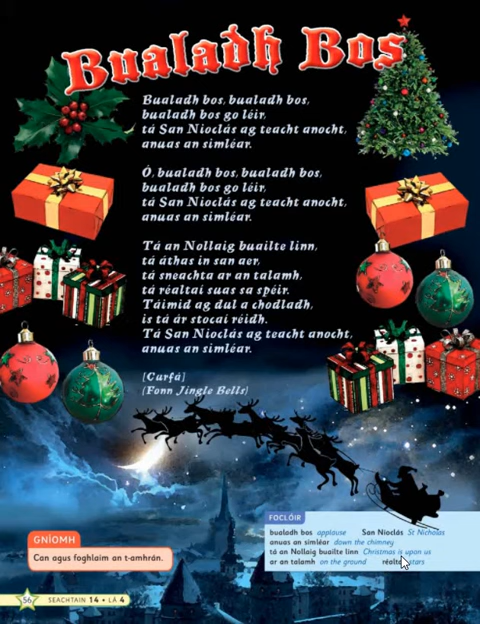 Bualadh Bos
Bualadh bos, bualadh bos,
bualadh bos go léir,
tá San Nioclás ag teacht anocht,
anuas an simléar.
Ó, bualadh bos, bualadh bos,
bualadh bos go léir,
tá San Nioclás ag teacht anocht,
anuas an simléar.
Tá an Nollaig buailte linn,
tá áthas in san aer,
tá sneachta ar an talamh,
tá réaltaí suas sa spéir.
Táimid ag dul a chodladh,
is tá ár stocaí réidh.
Tá San Nioclás ag teacht anocht,
anuas an simléar.
[Curfá]
(Fonn Jingle Bells)
GNÍOMH
Can agus foghlaim an t-amhrán.
FOCLÓIR
bualadh bos applause San Nioclás St Nicholas
anuas an simléar down the chimney
tá an Nollaig buailte linn Christmas is upon us
ar an talamh on the ground réalta stars
56 SEACHTAIN 14 • LÁ 4